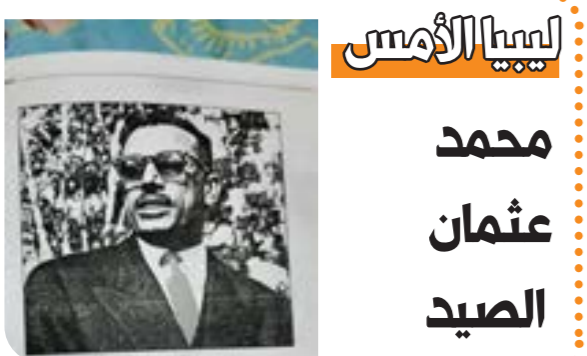 ليبيا الأمس
محمد
عثمان
الصيد